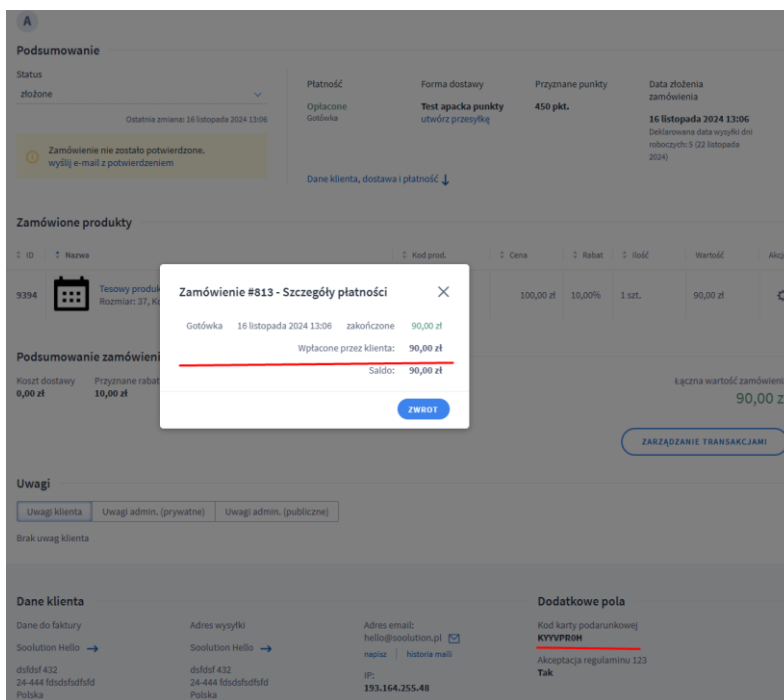 A
Podsumowanie
Status
złożone
Ostatnia zmiana: 16 listopada 2024 13:06
Zamówienie nie zostało potwierdzone.
wyślij e-mail z potwierdzeniem
Płatność
Opłacone
Gotówka
Forma dostawy
Test apacka punkty
utwórz przesyłkę
Przyznane punkty
450 pkt.
Data złożenia
zamówienia
16 listopada 2024 13:06
Deklarowana data wysyłki dni
roboczych: 5 (22 listopada
2024)
Dane klienta, dostawa i płatność
Zamówione produkty
ID Nazwa Kod prod. Cena Rabat Ilość Wartość Akcj
9394 Tesowy produk 100,00 zł 10,00% 1 szt. 90,00 zł
Rozmiar: 37, Ko
Zamówienie #813 - Szczegóły płatności
Gotówka 16 listopada 2024 13:06 zakończone 90,00 zł
Wpłacone przez klienta: 90,00 zł
Saldo: 90,00 zł
ZWROT
Podsumowanie zamówieni
Koszt dostawy
0,00 zł
Przyznane rabat
10,00 zł
Łączna wartość zamówieni
90,00 z
ZARZĄDZANIE TRANSAKCJAMI
Uwagi
Uwagi klienta Uwagi admin. (prywatne) Uwagi admin. (publiczne)
Brak uwag klienta
Dane klienta
Dane do faktury
Soolution Hello
dsfdsf 432
24-444 fdsdsfsdfsfd
Polska
Adres wysyłki
Soolution Hello
dsfdsf 432
24-444 fdsdsfsdfsfd
Polska
Adres email:
hello@soolution.pl
napisz historia maili
IP:
193.164.255.48
Dodatkowe pola
Kod karty podarunkowej
KYYVPR0H
Akceptacja regulaminu 123
Tak